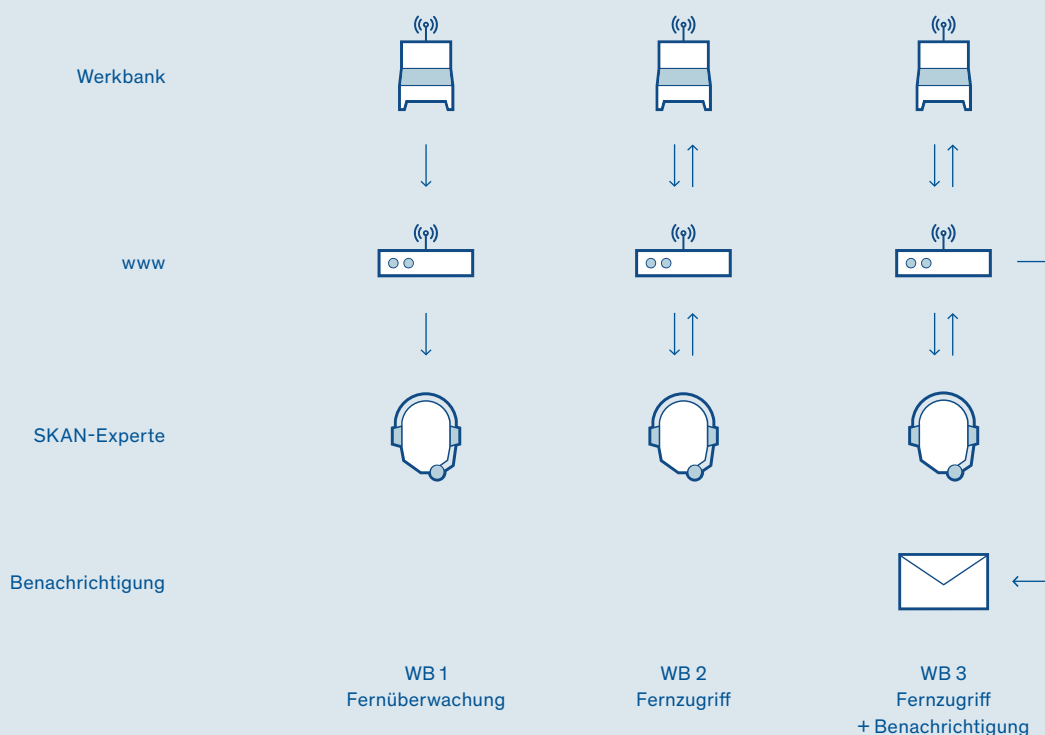 Werkbank
www
SKAN-Experte
Benachrichtigung
WB 1
Fernüberwachung
WB 2
Fernzugriff
WB 3
Fernzugriff
+ Benachrichtigung